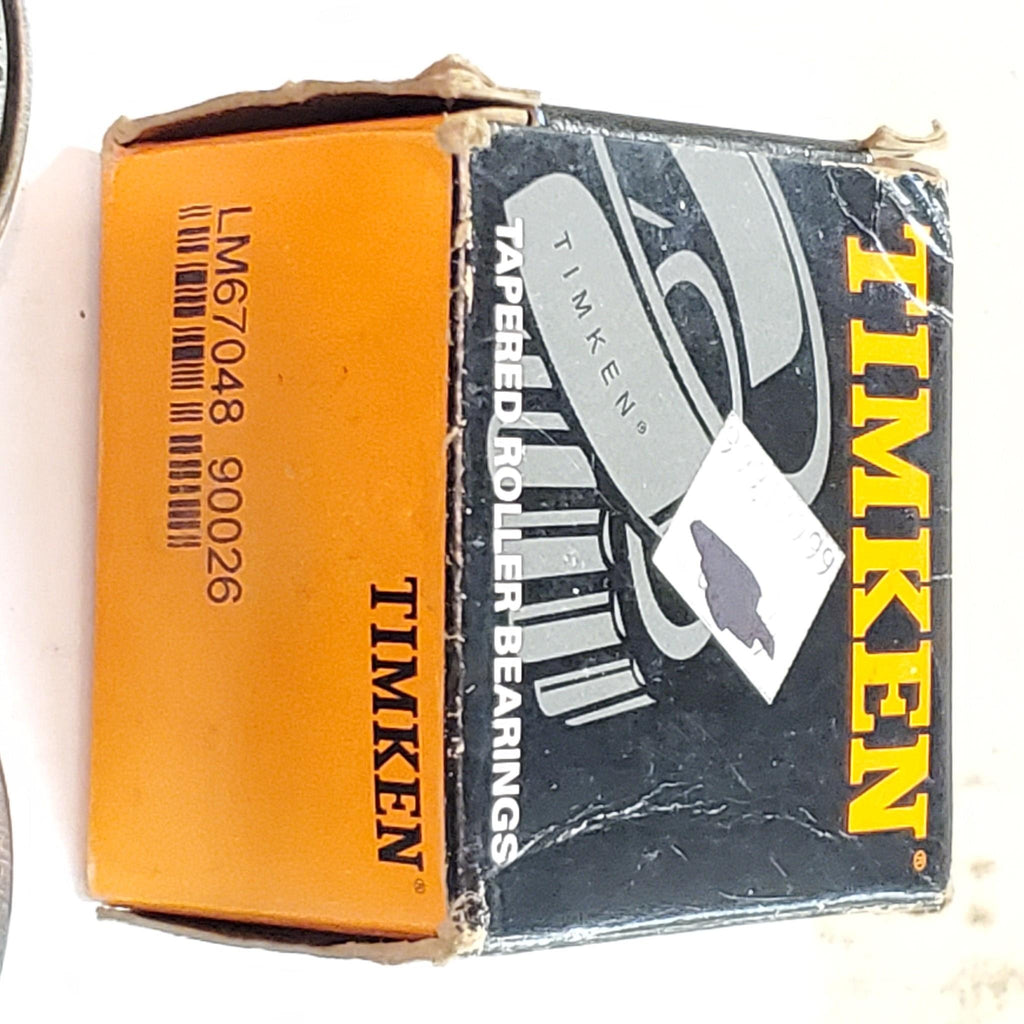 TIMKEN®
TIMKEN®
TAPERED ROLLER BEARINGS
TIMKEN®
LM67048 90026